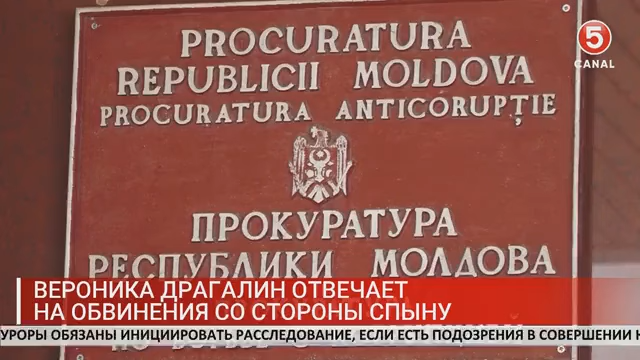 PROCURATURA
REPUBLICII MOLDOVA
PROCURATURA ANTICORUPȚIE
5
CANAL
ПРОКУРАТУРА
РЕСПУБЛИКИ МОЛДОВА
ВЕРОНИКА ДРАГАЛИН ОТВЕЧАЕТ
НА ОБВИНЕНИЯ СО СТОРОНЫ СПЫНУ
УРОРЫ ОБЯЗАНЫ ИНИЦИИРОВАТЬ РАССЛЕДОВАНИЕ, ЕСЛИ ЕСТЬ ПОДОЗРЕНИЯ В СОВЕРШЕНИИ Н